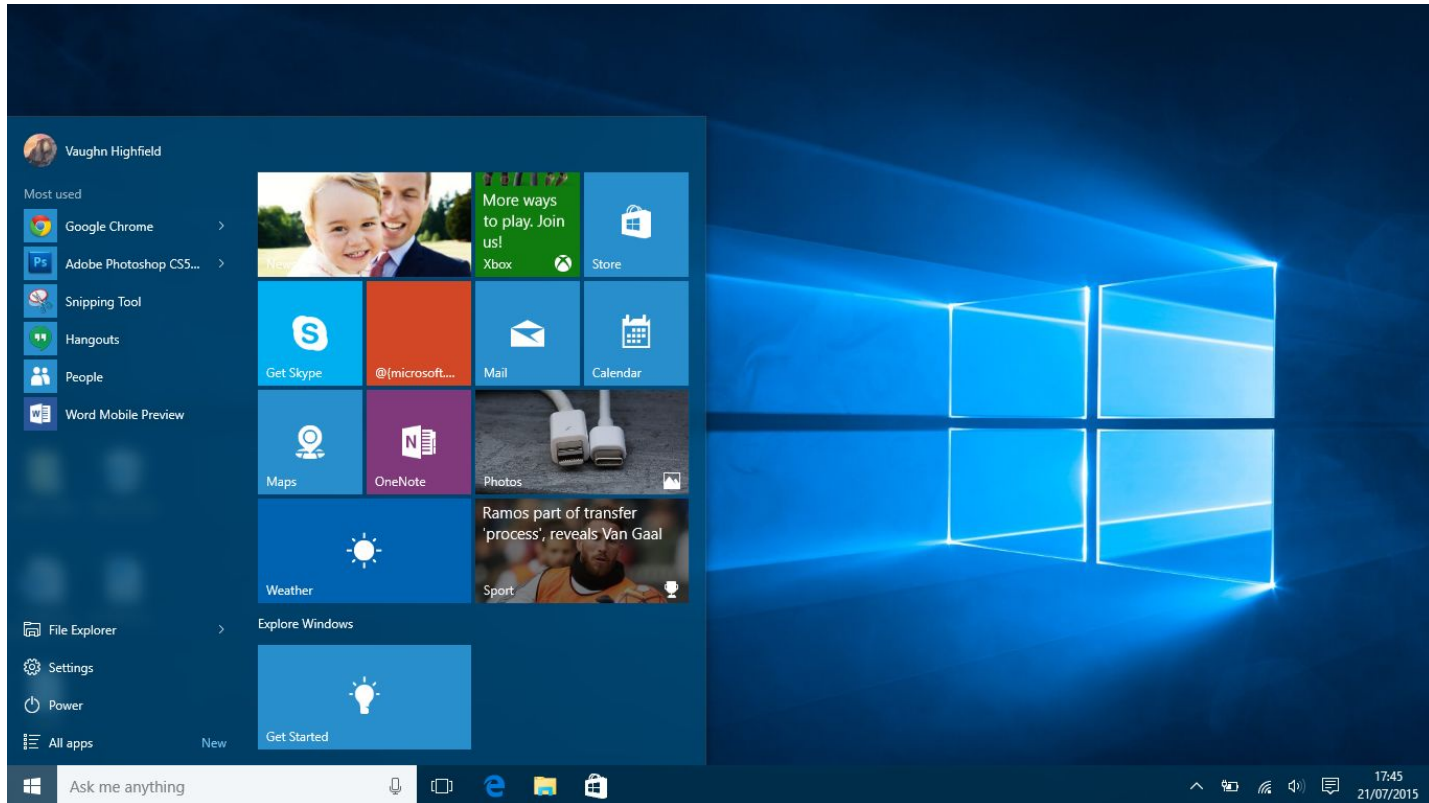 Vaughn Highfield
Most used
Google Chrome
Adobe Photoshop CS5...
Snipping Tool
Hangouts
People
Word Mobile Preview
File Explorer
Settings
Power
All apps
New
More ways
to play. Join
us!
Xbox
Store
Get Skype
@{microsoft....
Mail
Calendar
Maps
OneNote
Photos
Weather
Ramos part of transfer
'process', reveals Van Gaal
Sport
Explore Windows
Get Started
Ask me anything
17:45
21/07/2015